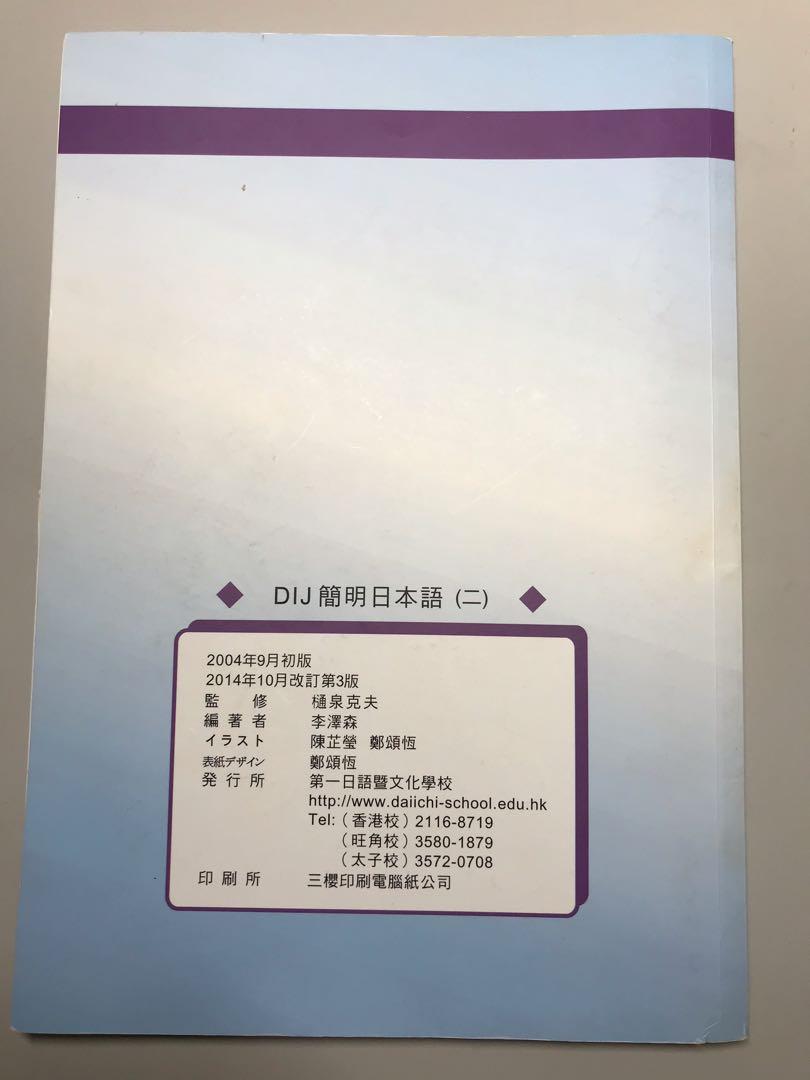 DIJ 簡明日本語 (二)
2004年9月初版
2014年10月改訂第3版
監修 樋泉克夫
編著者 李澤森
イラスト 陳芷瑩 鄭頌恆
表紙デザイン 鄭頌恆
発行所 第一日語暨文化學校
http://www.daiichi-school.edu.hk
Tel:（香港校）2116-8719
（旺角校）3580-1879
（太子校）3572-0708
印刷所 三櫻印刷電腦紙公司